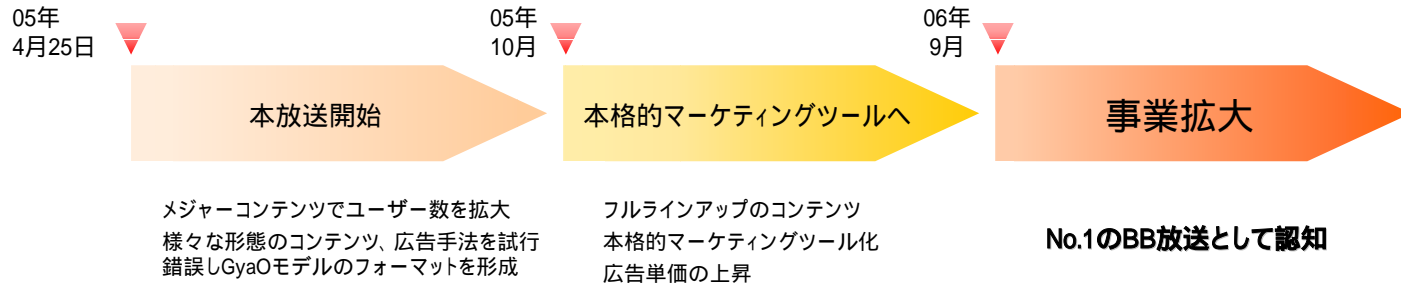 05年
4月25日
05年
10月
06年
9月
本放送開始
本格的マーケティングツールへ
事業拡大
メジャーコンテンツでユーザー数を拡大
様々な形態のコンテンツ、広告手法を試行
錯誤しGyaOモデルのフォーマットを形成
フルラインアップのコンテンツ
本格的マーケティングツール化
広告単価の上昇
No.1のBB放送として認知